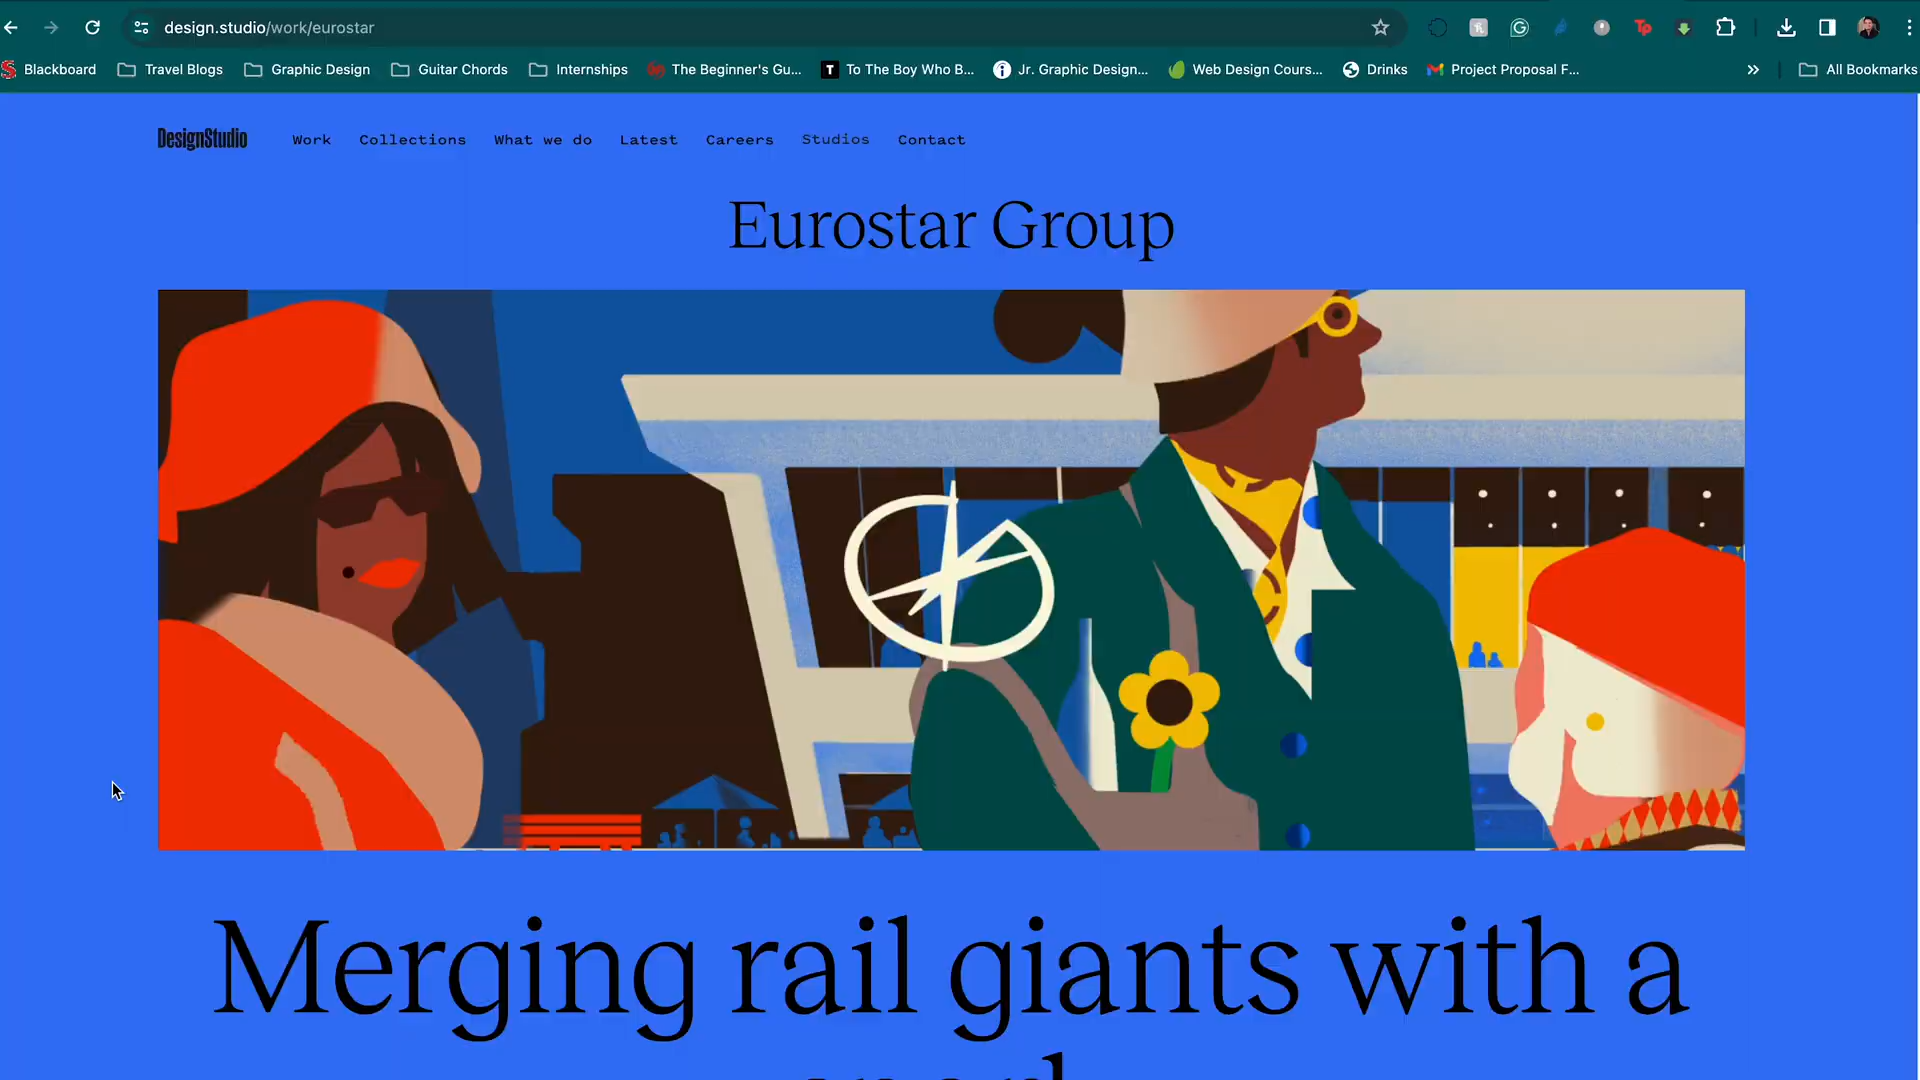 design.studio/work/eurostar
Blackboard Travel Blogs Graphic Design Guitar Chords Internships The Beginner's Gu... To The Boy Who B... Jr. Graphic Design... Web Design Cours... Drinks Project Proposal F... All Bookmarks
DesignStudio Work Collections What we do Latest Careers Studios Contact
Eurostar Group
Merging rail giants with a